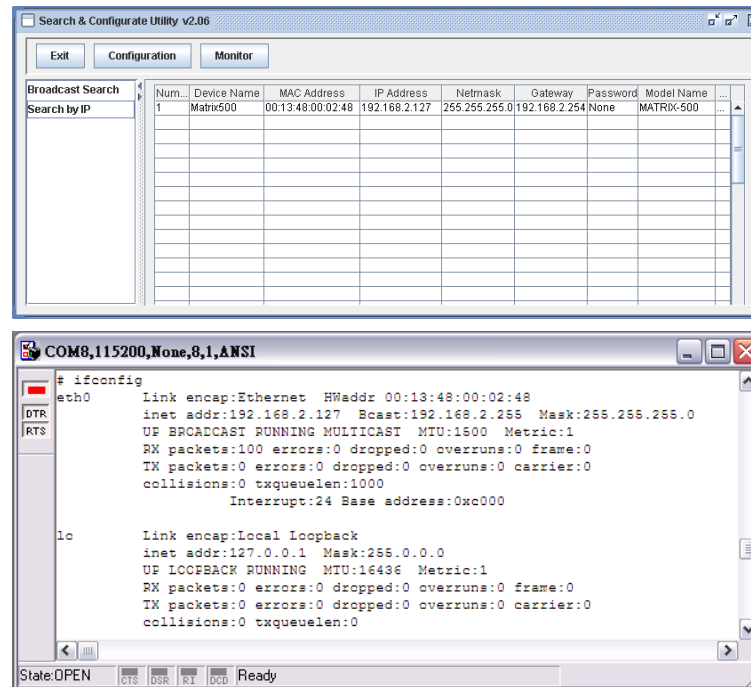 Search & Configurate Utility v2.06
Exit Configuration Monitor
Broadcast Search
Search by IP
Num... Device Name MAC Address IP Address Netmask Gateway Password Model Name ...
1 Matrix500 00:13:48:00:02:48 192.168.2.127 255.255.255.0 192.168.2.254 None MATRIX-500 ...
COM8,115200,None,8,1,ANSI
# ifconfig
eth0 Link encap:Ethernet HWaddr 00:13:48:00:02:48
inet addr:192.168.2.127 Bcast:192.168.2.255 Mask:255.255.255.0
UP BROADCAST RUNNING MULTICAST MTU:1500 Metric:1
RX packets:100 errors:0 dropped:0 overruns:0 frame:0
TX packets:0 errors:0 dropped:0 overruns:0 carrier:0
collisions:0 txqueuelen:1000
Interrupt:24 Base address:0xc000
lo Link encap:Local Loopback
inet addr:127.0.0.1 Mask:255.0.0.0
UP LOOPBACK RUNNING MTU:16436 Metric:1
RX packets:0 errors:0 dropped:0 overruns:0 frame:0
TX packets:0 errors:0 dropped:0 overruns:0 carrier:0
collisions:0 txqueuelen:0
DTR
RTS
State:OPEN CTS DSR RI DCD Ready